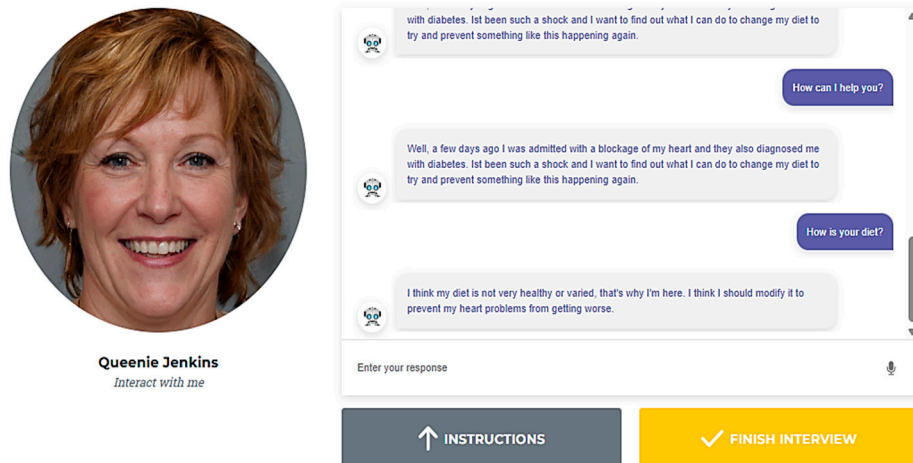 with diabetes. Ist been such a shock and I want to find out what I can do to change my diet to
try and prevent something like this happening again.
How can I help you?
Well, a few days ago I was admitted with a blockage of my heart and they also diagnosed me
with diabetes. Ist been such a shock and I want to find out what I can do to change my diet to
try and prevent something like this happening again.
How is your diet?
I think my diet is not very healthy or varied, that's why I'm here. I think I should modify it to
prevent my heart problems from getting worse.
Queenie Jenkins
Interact with me
Enter your response
INSTRUCTIONS
FINISH INTERVIEW